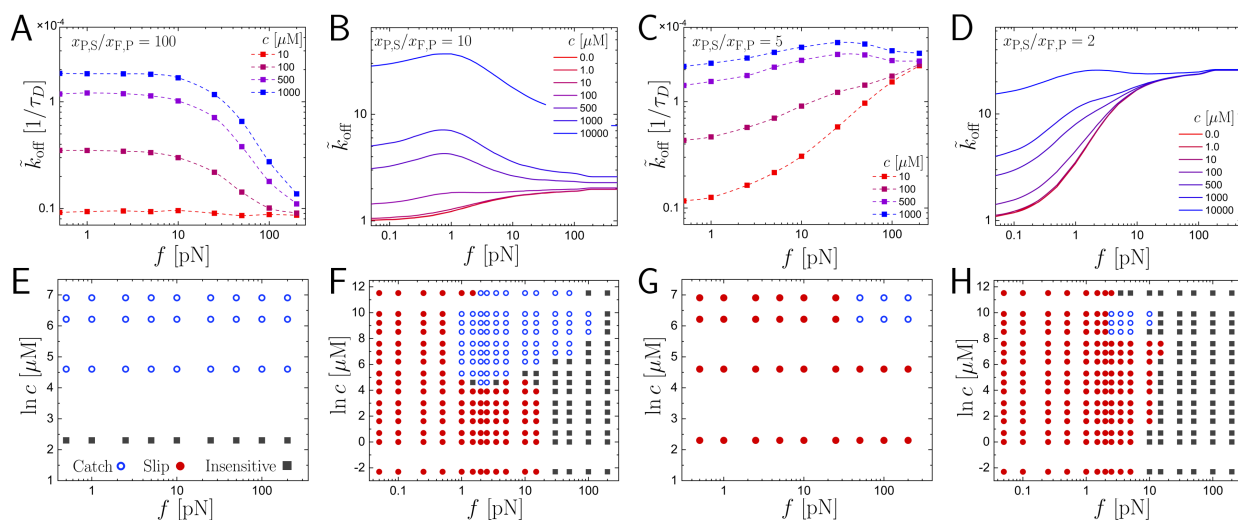 A
×10⁻⁴
x_P,S/x_F,P = 100
c [μM]
10
100
500
1000
1
0.1
k̃_off [1/τ_D]
1 10 100
f [pN]
B
x_P,S/x_F,P = 10
c [μM]
0.0
1.0
10
100
500
1000
10000
10
1
k̃_off
0.1 1 10 100
f [pN]
C
×10⁻⁴
x_P,S/x_F,P = 5
1
0.1
k̃_off [1/τ_D]
c [μM]
10
100
500
1000
1 10 100
f [pN]
D
x_P,S/x_F,P = 2
10
1
k̃_off
c [μM]
0.0
1.0
10
100
500
1000
10000
0.1 1 10 100
f [pN]
E
7
6
5
4
3
2
1
ln c [μM]
Catch Slip Insensitive
1 10 100
f [pN]
F
12
10
8
6
4
2
0
-2
ln c [μM]
0.1 1 10 100
f [pN]
G
7
6
5
4
3
2
1
ln c [μM]
1 10 100
f [pN]
H
12
10
8
6
4
2
0
-2
ln c [μM]
0.1 1 10 100
f [pN]